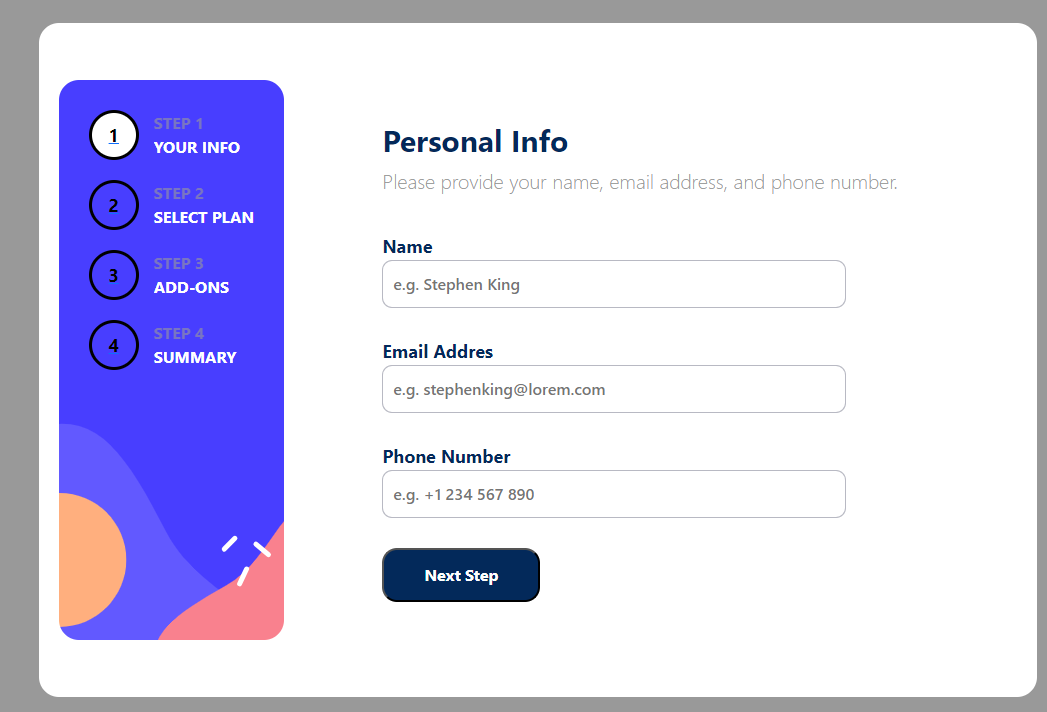 1
STEP 1
YOUR INFO
2
STEP 2
SELECT PLAN
3
STEP 3
ADD-ONS
4
STEP 4
SUMMARY
Personal Info
Please provide your name, email address, and phone number.
Name
e.g. Stephen King
Email Addres
e.g. stephenking@lorem.com
Phone Number
e.g. +1 234 567 890
Next Step